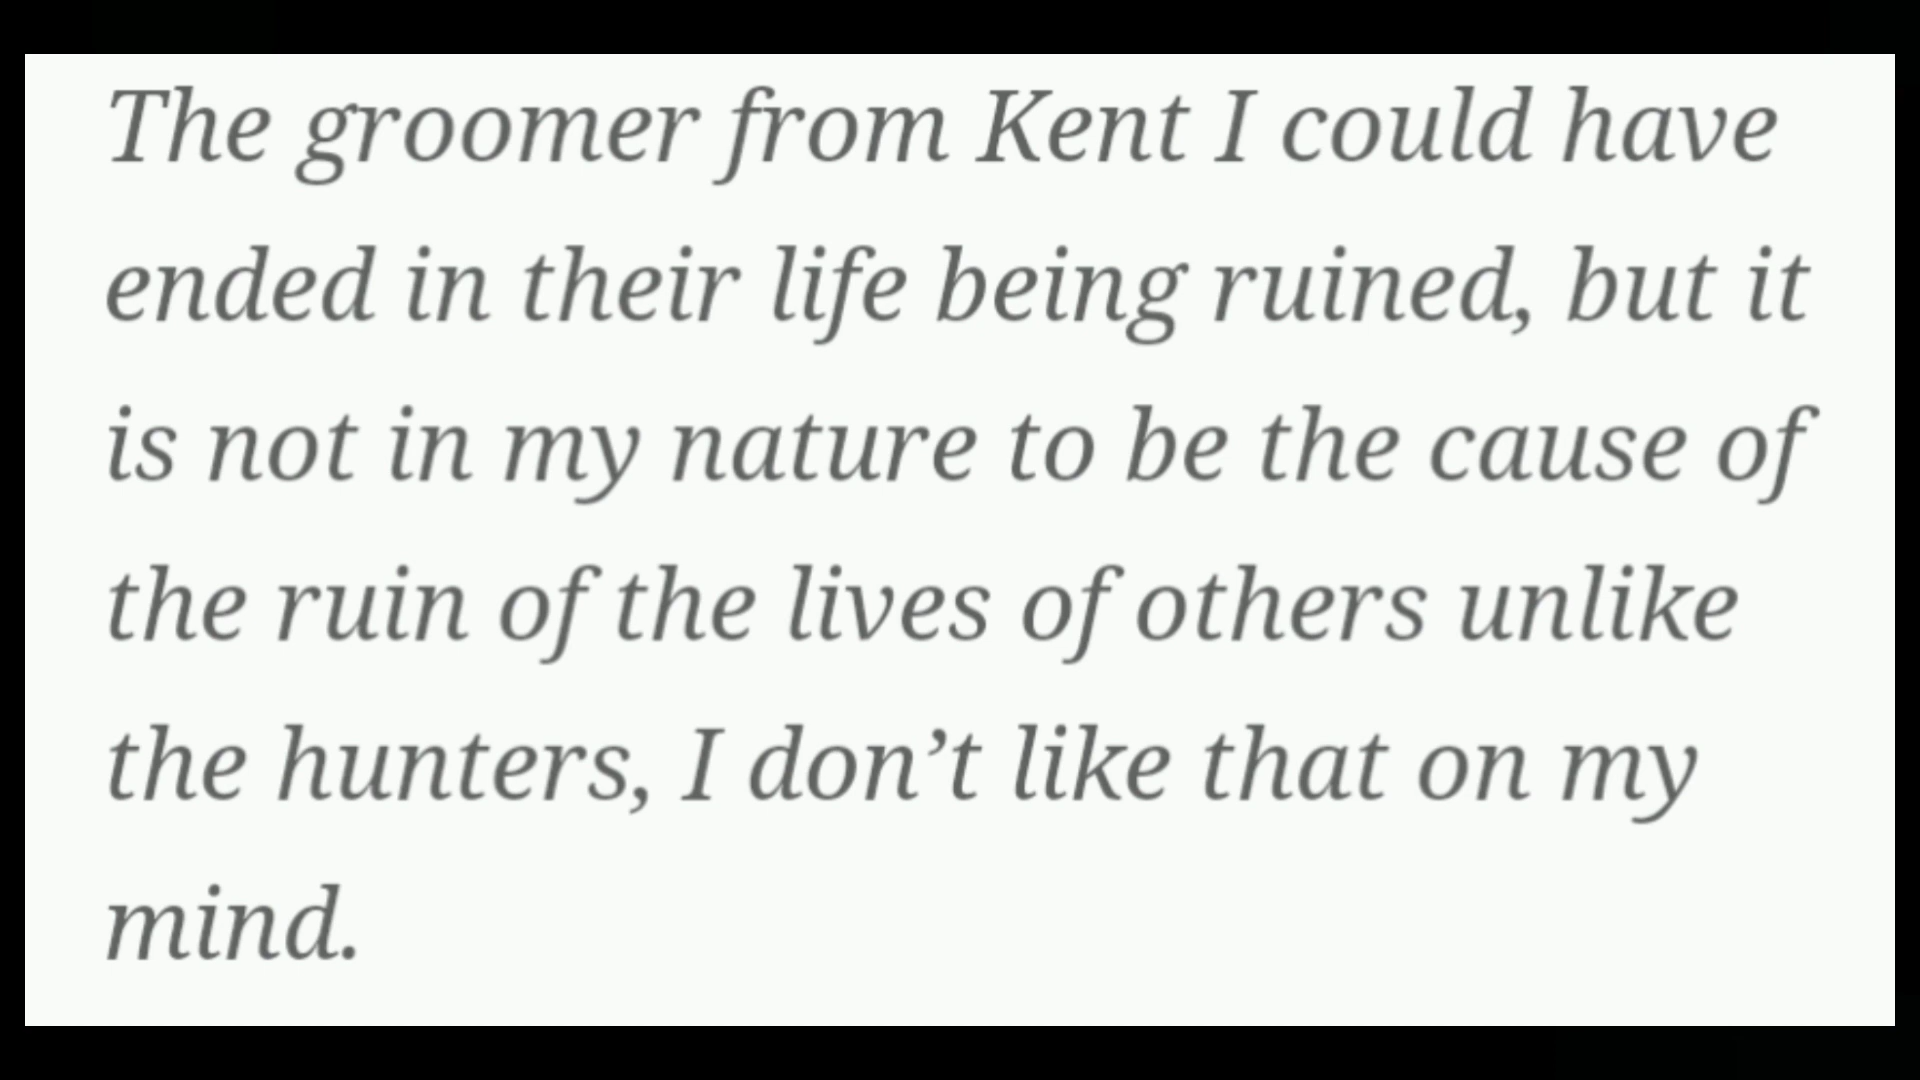 The groomer from Kent I could have
ended in their life being ruined, but it
is not in my nature to be the cause of
the ruin of the lives of others unlike
the hunters, I don’t like that on my
mind.